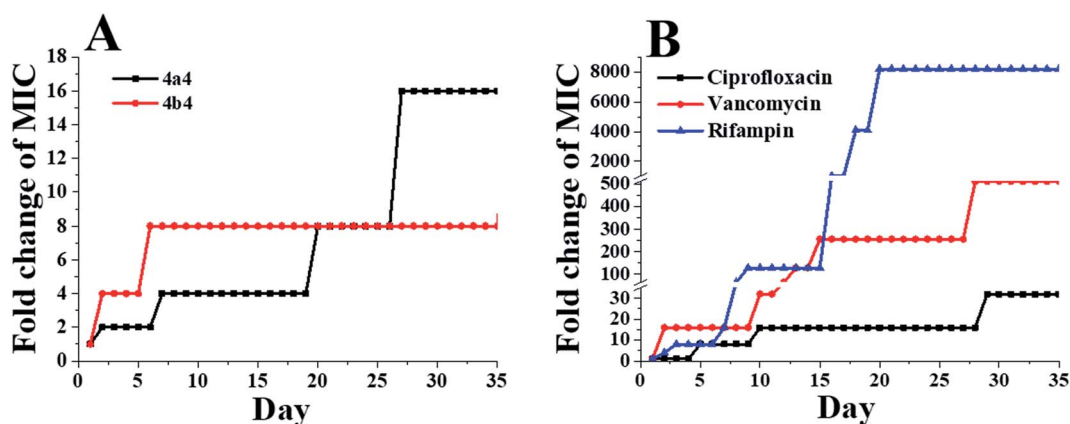 A
Fold change of MIC
18
16
14
12
10
8
6
4
2
0
4a4
4b4
0 5 10 15 20 25 30 35
Day
B
Fold change of MIC
8000
6000
4000
2000
500
400
300
200
100
30
20
10
0
Ciprofloxacin
Vancomycin
Rifampin
0 5 10 15 20 25 30 35
Day